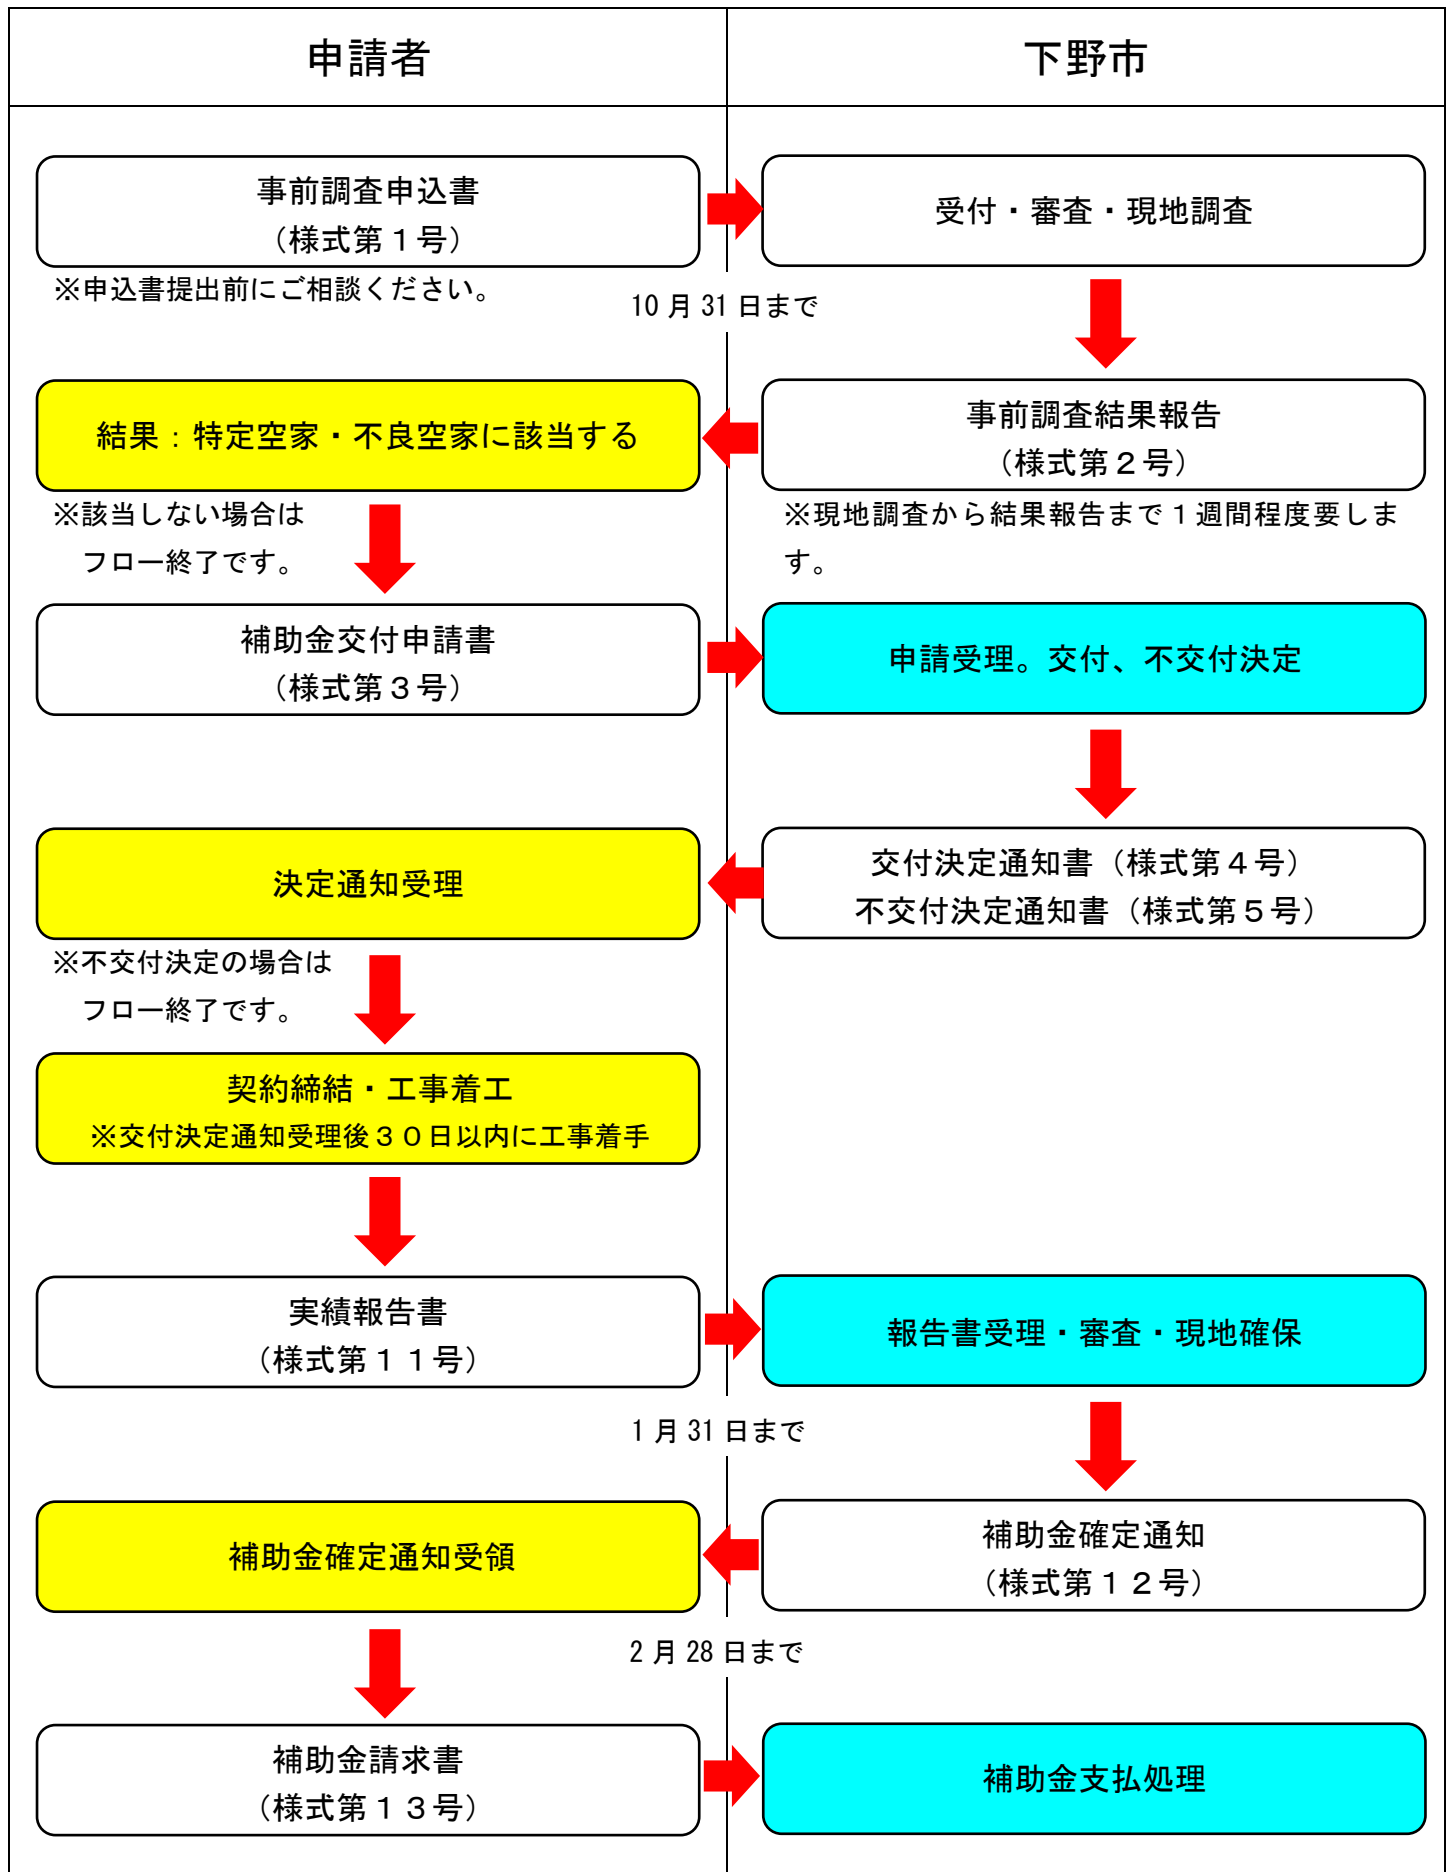 申請者
下野市
事前調査申込書
（様式第１号）
受付・審査・現地調査
※申込書提出前にご相談ください。
10月31日まで
結果：特定空家・不良空家に該当する
事前調査結果報告
（様式第２号）
※該当しない場合は
フロー終了です。
※現地調査から結果報告まで１週間程度要しま
す。
補助金交付申請書
（様式第３号）
申請受理。交付、不交付決定
決定通知受理
交付決定通知書（様式第４号）
不交付決定通知書（様式第５号）
※不交付決定の場合は
フロー終了です。
契約締結・工事着工
※交付決定通知受理後３０日以内に工事着手
実績報告書
（様式第１１号）
報告書受理・審査・現地確保
1月31日まで
補助金確定通知受領
補助金確定通知
（様式第１２号）
2月28日まで
補助金請求書
（様式第１３号）
補助金支払処理